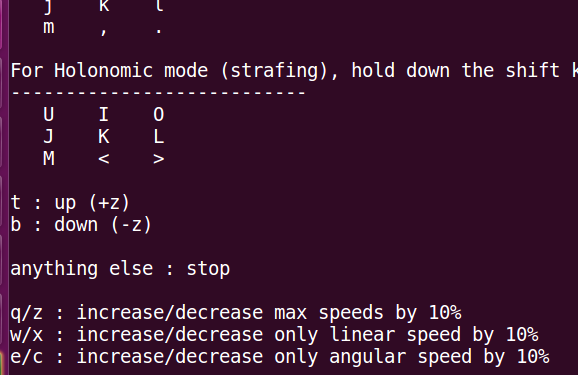 j k l
m , .
For Holonomic mode (strafing), hold down the shift
---------------------------
U I O
J K L
M < >
t : up (+z)
b : down (-z)
anything else : stop
q/z : increase/decrease max speeds by 10%
w/x : increase/decrease only linear speed by 10%
e/c : increase/decrease only angular speed by 10%